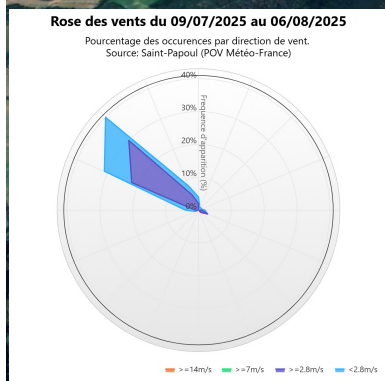 Rose des vents du 09/07/2025 au 06/08/2025
Pourcentage des occurences par direction de vent.
Source: Saint-Papoul (POV Météo-France)
40%
30%
20%
10%
0%
Frequence d'apparition (%)
>=14m/s >=7m/s >=2.8m/s <2.8m/s